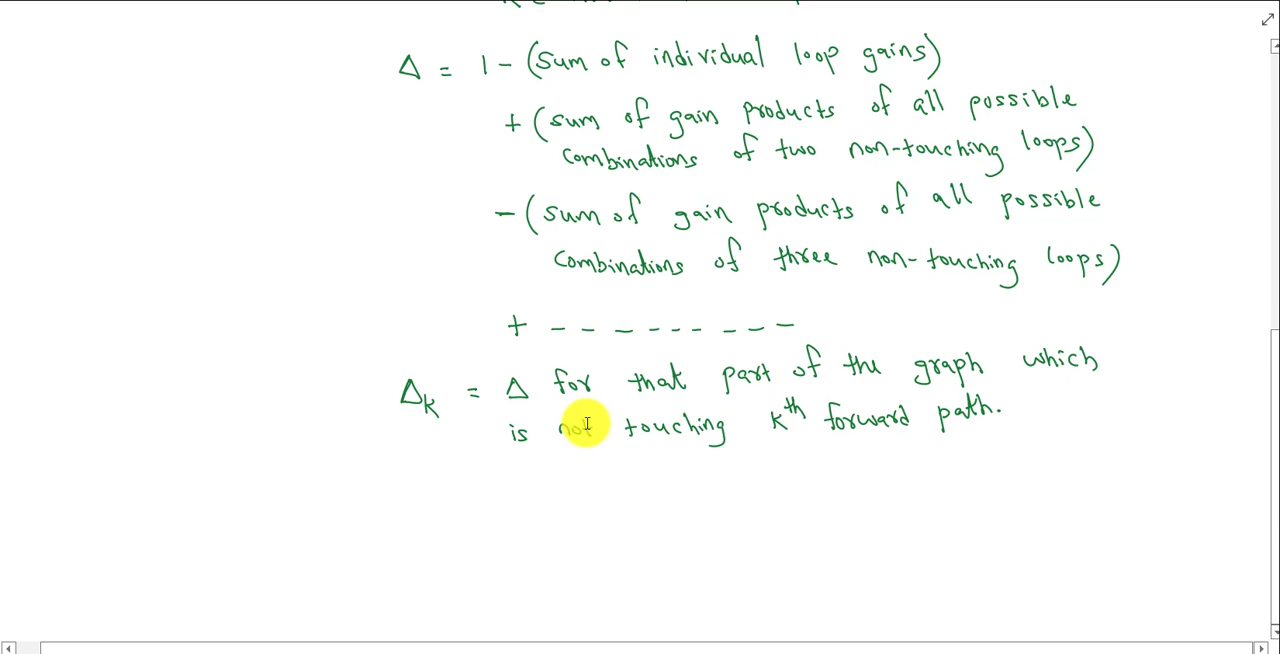 Δ = 1 - (sum of individual loop gains)
+ (sum of gain products of all possible
combinations of two non-touching loops)
- (sum of gain products of all possible
combinations of three non-touching loops)
+ - - - - - - - - -
Δk = Δ for that part of the graph which
is not touching kth forward path.